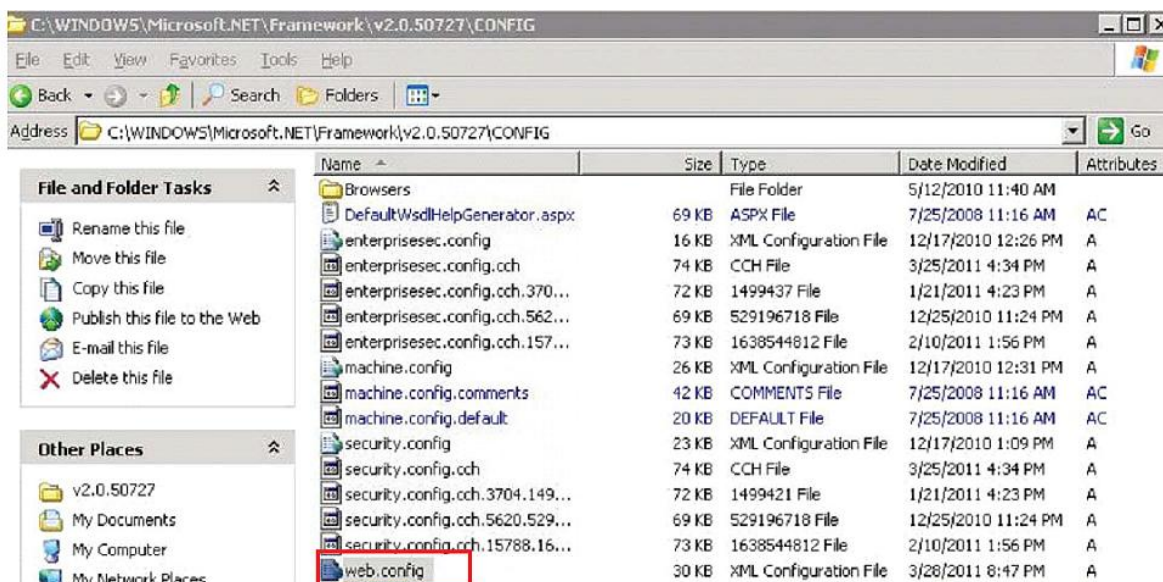 C:\WINDOWS\Microsoft.NET\Framework\v2.0.50727\CONFIG
File Edit View Favorites Tools Help
Back Search Folders
Address C:\WINDOWS\Microsoft.NET\Framework\v2.0.50727\CONFIG Go
Name Size Type Date Modified Attributes
File and Folder Tasks
Rename this file
Move this file
Copy this file
Publish this file to the Web
E-mail this file
Delete this file
Other Places
v2.0.50727
My Documents
My Computer
My Network Places
Browsers File Folder 5/12/2010 11:40 AM
DefaultWsdlHelpGenerator.aspx 69 KB ASPX File 7/25/2008 11:16 AM AC
enterprisesec.config 16 KB XML Configuration File 12/17/2010 12:26 PM A
enterprisesec.config.cch 74 KB CCH File 3/25/2011 4:34 PM A
enterprisesec.config.cch.370... 72 KB 1499437 File 1/21/2011 4:23 PM A
enterprisesec.config.cch.562... 69 KB 529196718 File 12/25/2010 11:24 PM A
enterprisesec.config.cch.157... 73 KB 1638544812 File 2/10/2011 1:56 PM A
machine.config 26 KB XML Configuration File 12/17/2010 12:31 PM A
machine.config.comments 42 KB COMMENTS File 7/25/2008 11:16 AM AC
machine.config.default 20 KB DEFAULT File 7/25/2008 11:16 AM AC
security.config 23 KB XML Configuration File 12/17/2010 1:09 PM A
security.config.cch 74 KB CCH File 3/25/2011 4:34 PM A
security.config.cch.3704.149... 72 KB 1499421 File 1/21/2011 4:23 PM A
security.config.cch.5620.529... 69 KB 529196718 File 12/25/2010 11:24 PM A
security.config.cch.15788.16... 73 KB 1638544812 File 2/10/2011 1:56 PM A
web.config 30 KB XML Configuration File 3/28/2011 8:47 PM A